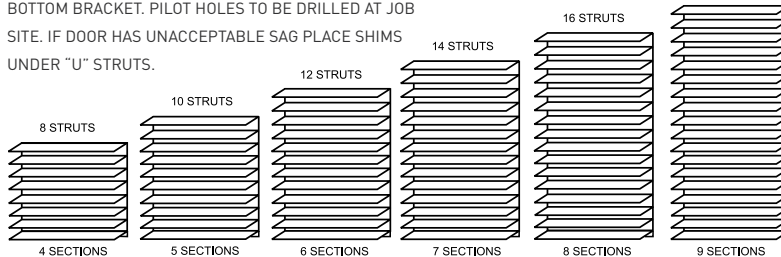 BOTTOM BRACKET. PILOT HOLES TO BE DRILLED AT JOB
SITE. IF DOOR HAS UNACCEPTABLE SAG PLACE SHIMS
UNDER “U” STRUTS.
8 STRUTS
10 STRUTS
12 STRUTS
14 STRUTS
16 STRUTS
4 SECTIONS
5 SECTIONS
6 SECTIONS
7 SECTIONS
8 SECTIONS
9 SECTIONS